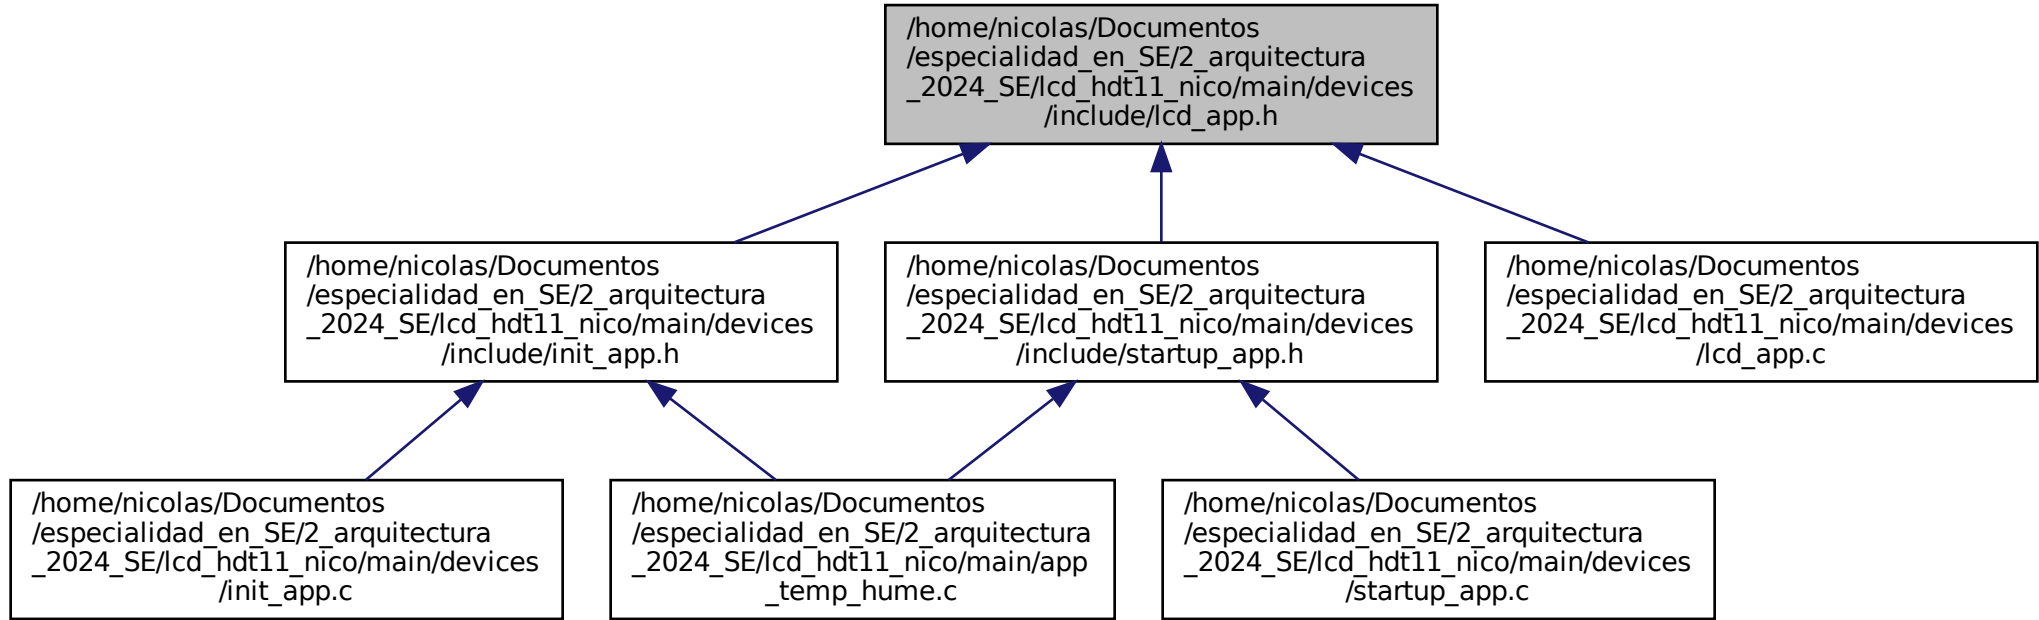 /home/nicolas/Documentos
/especialidad_en_SE/2_arquitectura
_2024_SE/lcd_hdt11_nico/main/devices
/include/lcd_app.h
/home/nicolas/Documentos
/especialidad_en_SE/2_arquitectura
_2024_SE/lcd_hdt11_nico/main/devices
/include/init_app.h
/home/nicolas/Documentos
/especialidad_en_SE/2_arquitectura
_2024_SE/lcd_hdt11_nico/main/devices
/include/startup_app.h
/home/nicolas/Documentos
/especialidad_en_SE/2_arquitectura
_2024_SE/lcd_hdt11_nico/main/devices
/lcd_app.c
/home/nicolas/Documentos
/especialidad_en_SE/2_arquitectura
_2024_SE/lcd_hdt11_nico/main/devices
/init_app.c
/home/nicolas/Documentos
/especialidad_en_SE/2_arquitectura
_2024_SE/lcd_hdt11_nico/main/app
_temp_hume.c
/home/nicolas/Documentos
/especialidad_en_SE/2_arquitectura
_2024_SE/lcd_hdt11_nico/main/devices
/startup_app.c